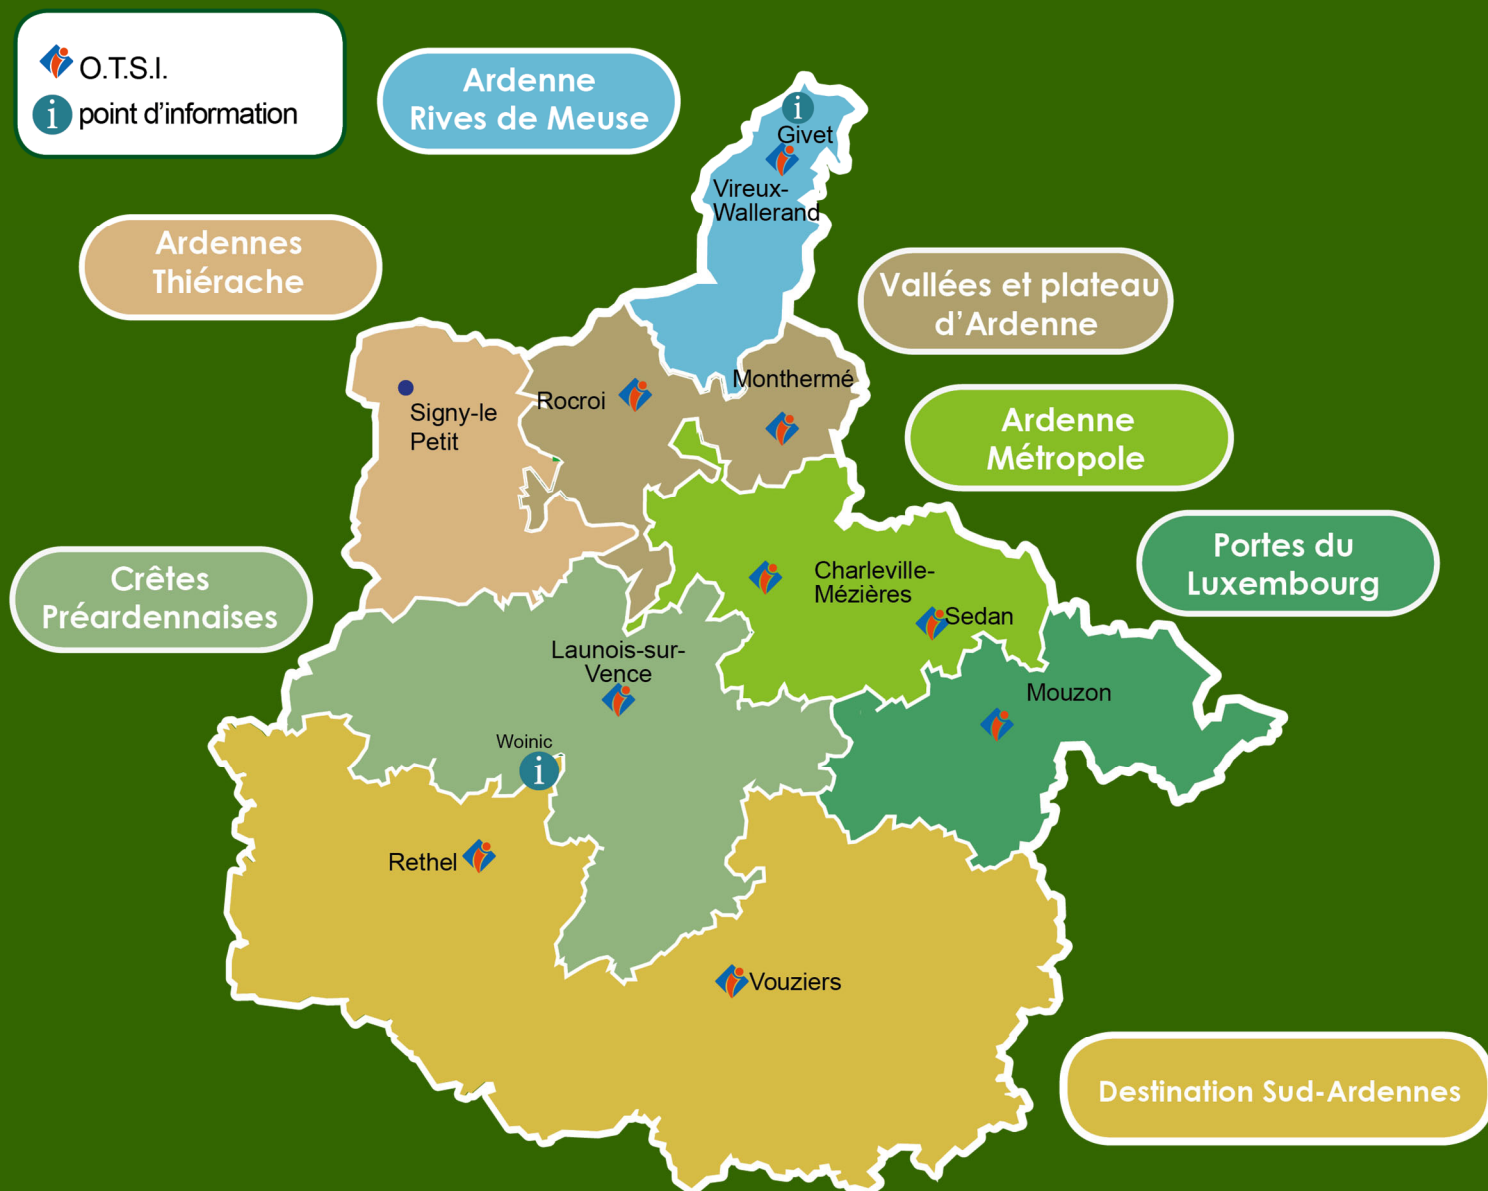 O.T.S.I.
i point d’information
Ardenne
Rives de Meuse
i
Givet
Vireux-
Wallerand
Ardennes
Thiérache
Vallées et plateau
d’Ardenne
Monthermé
Rocroi
Signy-le
Petit
Ardenne
Métropole
Portes du
Luxembourg
Charleville-
Mézières
Sedan
Crêtes
Préardennaises
Launois-sur-
Vence
Mouzon
Woinic
i
Rethel
Vouziers
Destination Sud-Ardennes